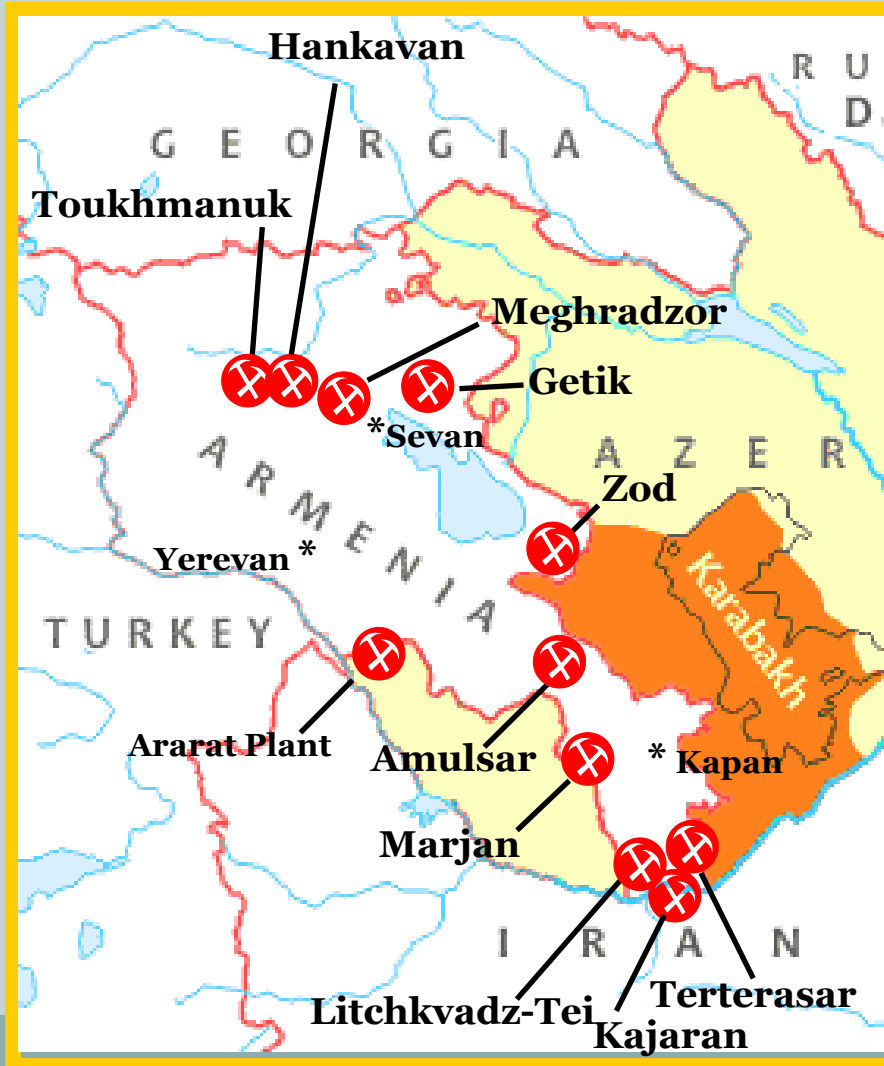 Hankavan
R U
D
GEORGIA
Toukhmanuk
Meghradzor
Getik
*Sevan
ARMENIA
AZER
Zod
Yerevan *
Karabakh
TURKEY
Ararat Plant
Amulsar
* Kapan
Marjan
IRAN
Litchkvadz-Tei
Terterasar
Kajaran